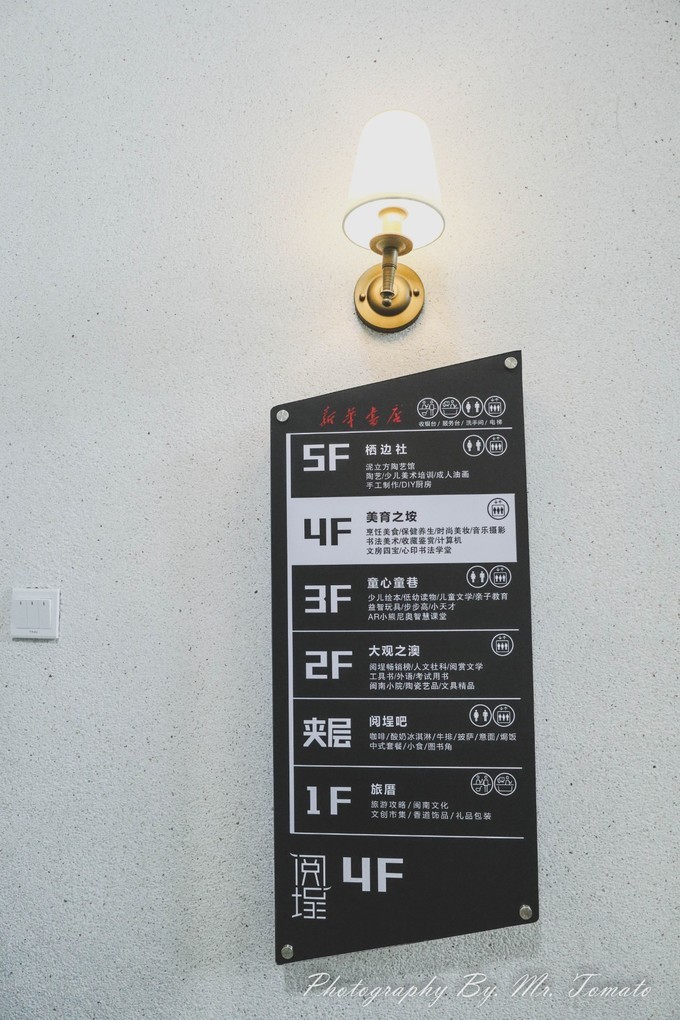 新华书店
收银台/服务台/洗手间/电梯
5F 栖边社
泥立方陶艺馆
陶艺/少儿美术培训/成人油画
手工制作/DIY厨房
4F 美育之埈
烹饪美食/保健养生/时尚美妆/音乐摄影
书法美术/收藏鉴赏/计算机
文房四宝/心印书法学堂
3F 童心童巷
少儿绘本/低幼读物/儿童文学/亲子教育
益智玩具/步步高/小天才
AR小熊尼奥智慧课堂
2F 大观之澳
阅埕畅销榜/人文社科/阅赏文学
工具书/外语/考试用书
闽南小院/陶瓷艺品/文具精品
夹层 阅埕吧
咖啡/酸奶冰淇淋/牛排/披萨/意面/焗饭
中式套餐/小食/图书角
1F 旅厝
旅游攻略/闽南文化
文创市集/香道饰品/礼品包装
阅埕 4F
Photography By. Mr. Tomato